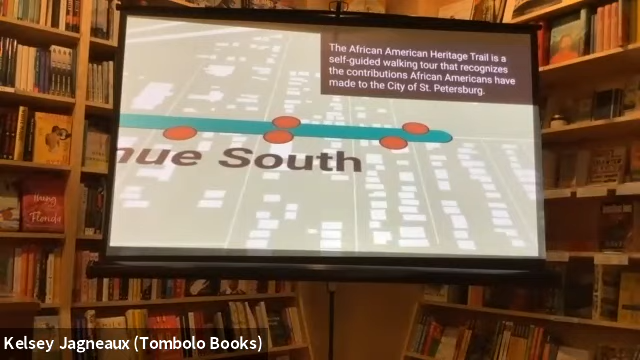 The African American Heritage Trail is a
self-guided walking tour that recognizes
the contributions African Americans have
made to the City of St. Petersburg.
nue South
Florida
Kelsey Jagneaux (Tombolo Books)